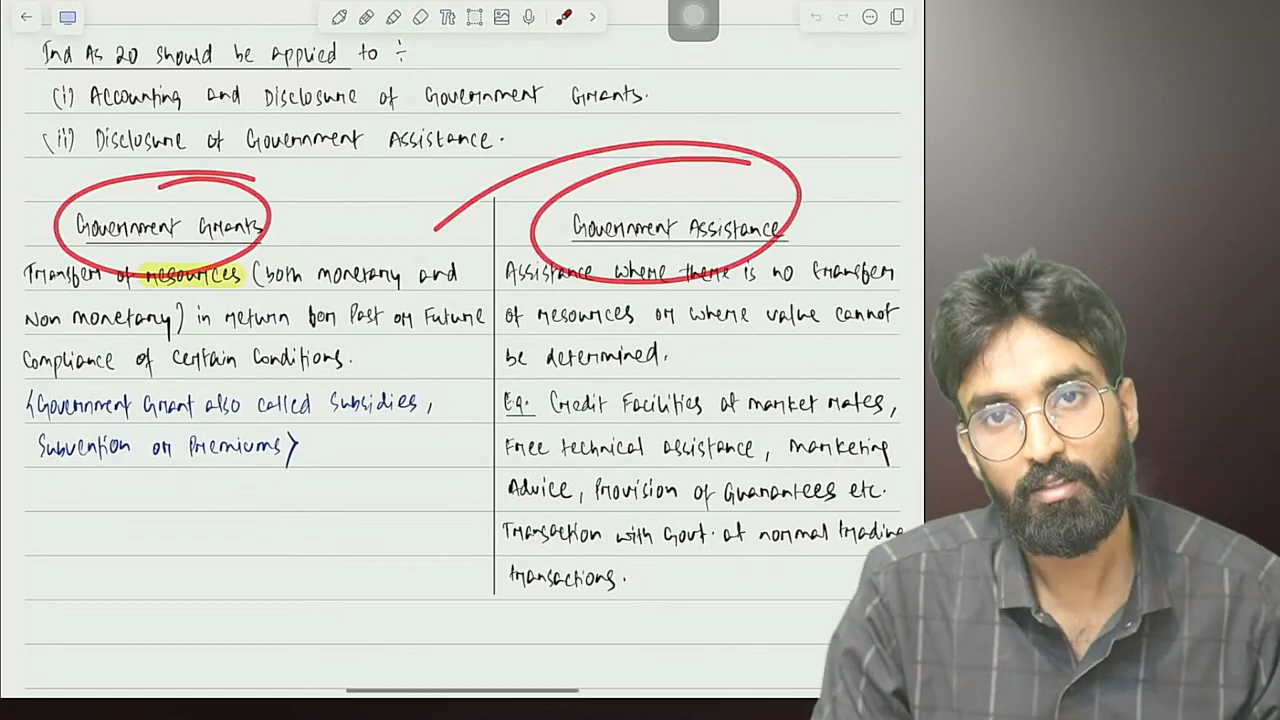 Ind As 20 should be applied to ÷
(i) Accounting and Disclosure of Government Grants.
(ii) Disclosure of Government Assistance.
Government Grants
Transfer of resources (both monetary and
Non monetary) in return for Past or Future
Compliance of certain Conditions.
(Government Grant also called Subsidies,
Subvention or Premiums)
Government Assistance
Assistance where there is no transfer
of resources or where value cannot
be determined.
Eg. Credit Facilities at market rates,
Free technical assistance, marketing
Advice, Provision of Guarantees etc.
Transaction with Govt. at normal trading
transactions.
Tt